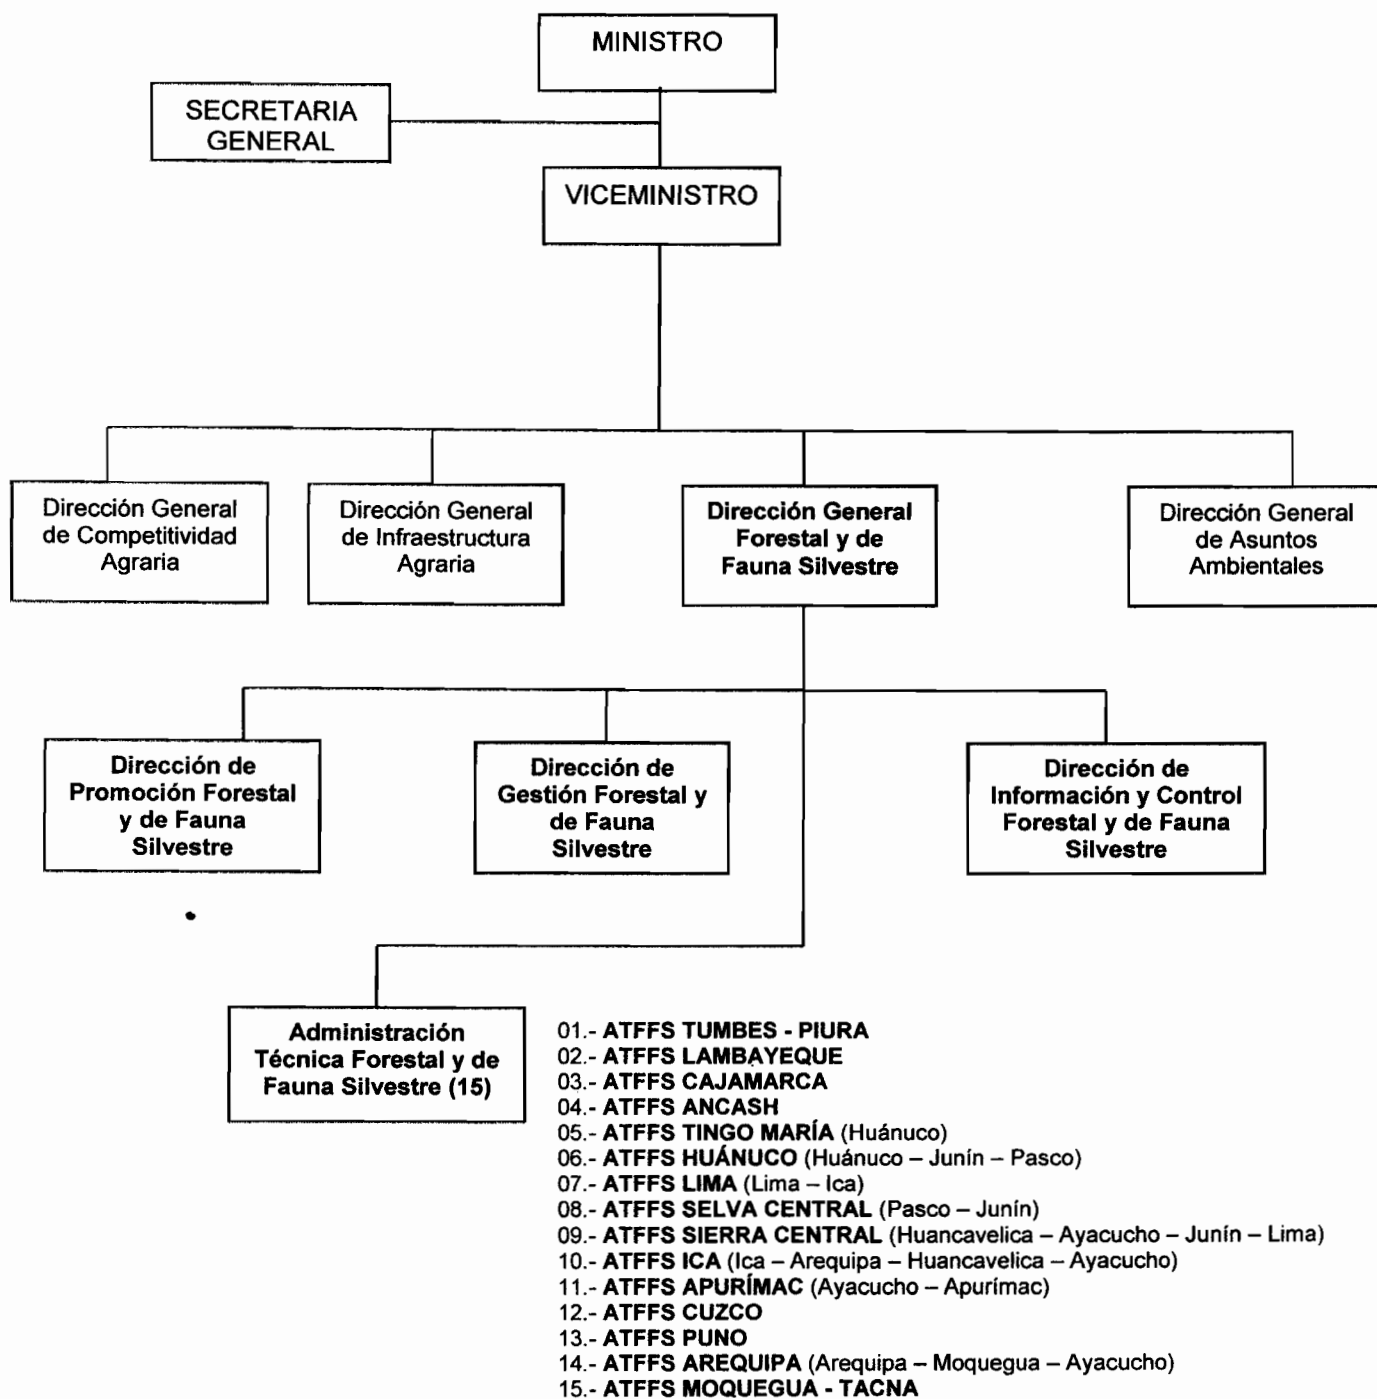 MINISTRO
SECRETARIA
GENERAL
VICEMINISTRO
Dirección General
de Competitividad
Agraria
Dirección General
de Infraestructura
Agraria
Dirección General
Forestal y de
Fauna Silvestre
Dirección General
de Asuntos
Ambientales
Dirección de
Promoción Forestal
y de Fauna
Silvestre
Dirección de
Gestión Forestal y
de Fauna
Silvestre
Dirección de
Información y Control
Forestal y de Fauna
Silvestre
Administración
Técnica Forestal y de
Fauna Silvestre (15)
01.- ATFFS TUMBES - PIURA
02.- ATFFS LAMBAYEQUE
03.- ATFFS CAJAMARCA
04.- ATFFS ANCASH
05.- ATFFS TINGO MARÍA (Huánuco)
06.- ATFFS HUÁNUCO (Huánuco – Junín – Pasco)
07.- ATFFS LIMA (Lima – Ica)
08.- ATFFS SELVA CENTRAL (Pasco – Junín)
09.- ATFFS SIERRA CENTRAL (Huancavelica – Ayacucho – Junín – Lima)
10.- ATFFS ICA (Ica – Arequipa – Huancavelica – Ayacucho)
11.- ATFFS APURÍMAC (Ayacucho – Apurímac)
12.- ATFFS CUZCO
13.- ATFFS PUNO
14.- ATFFS AREQUIPA (Arequipa – Moquegua – Ayacucho)
15.- ATFFS MOQUEGUA - TACNA